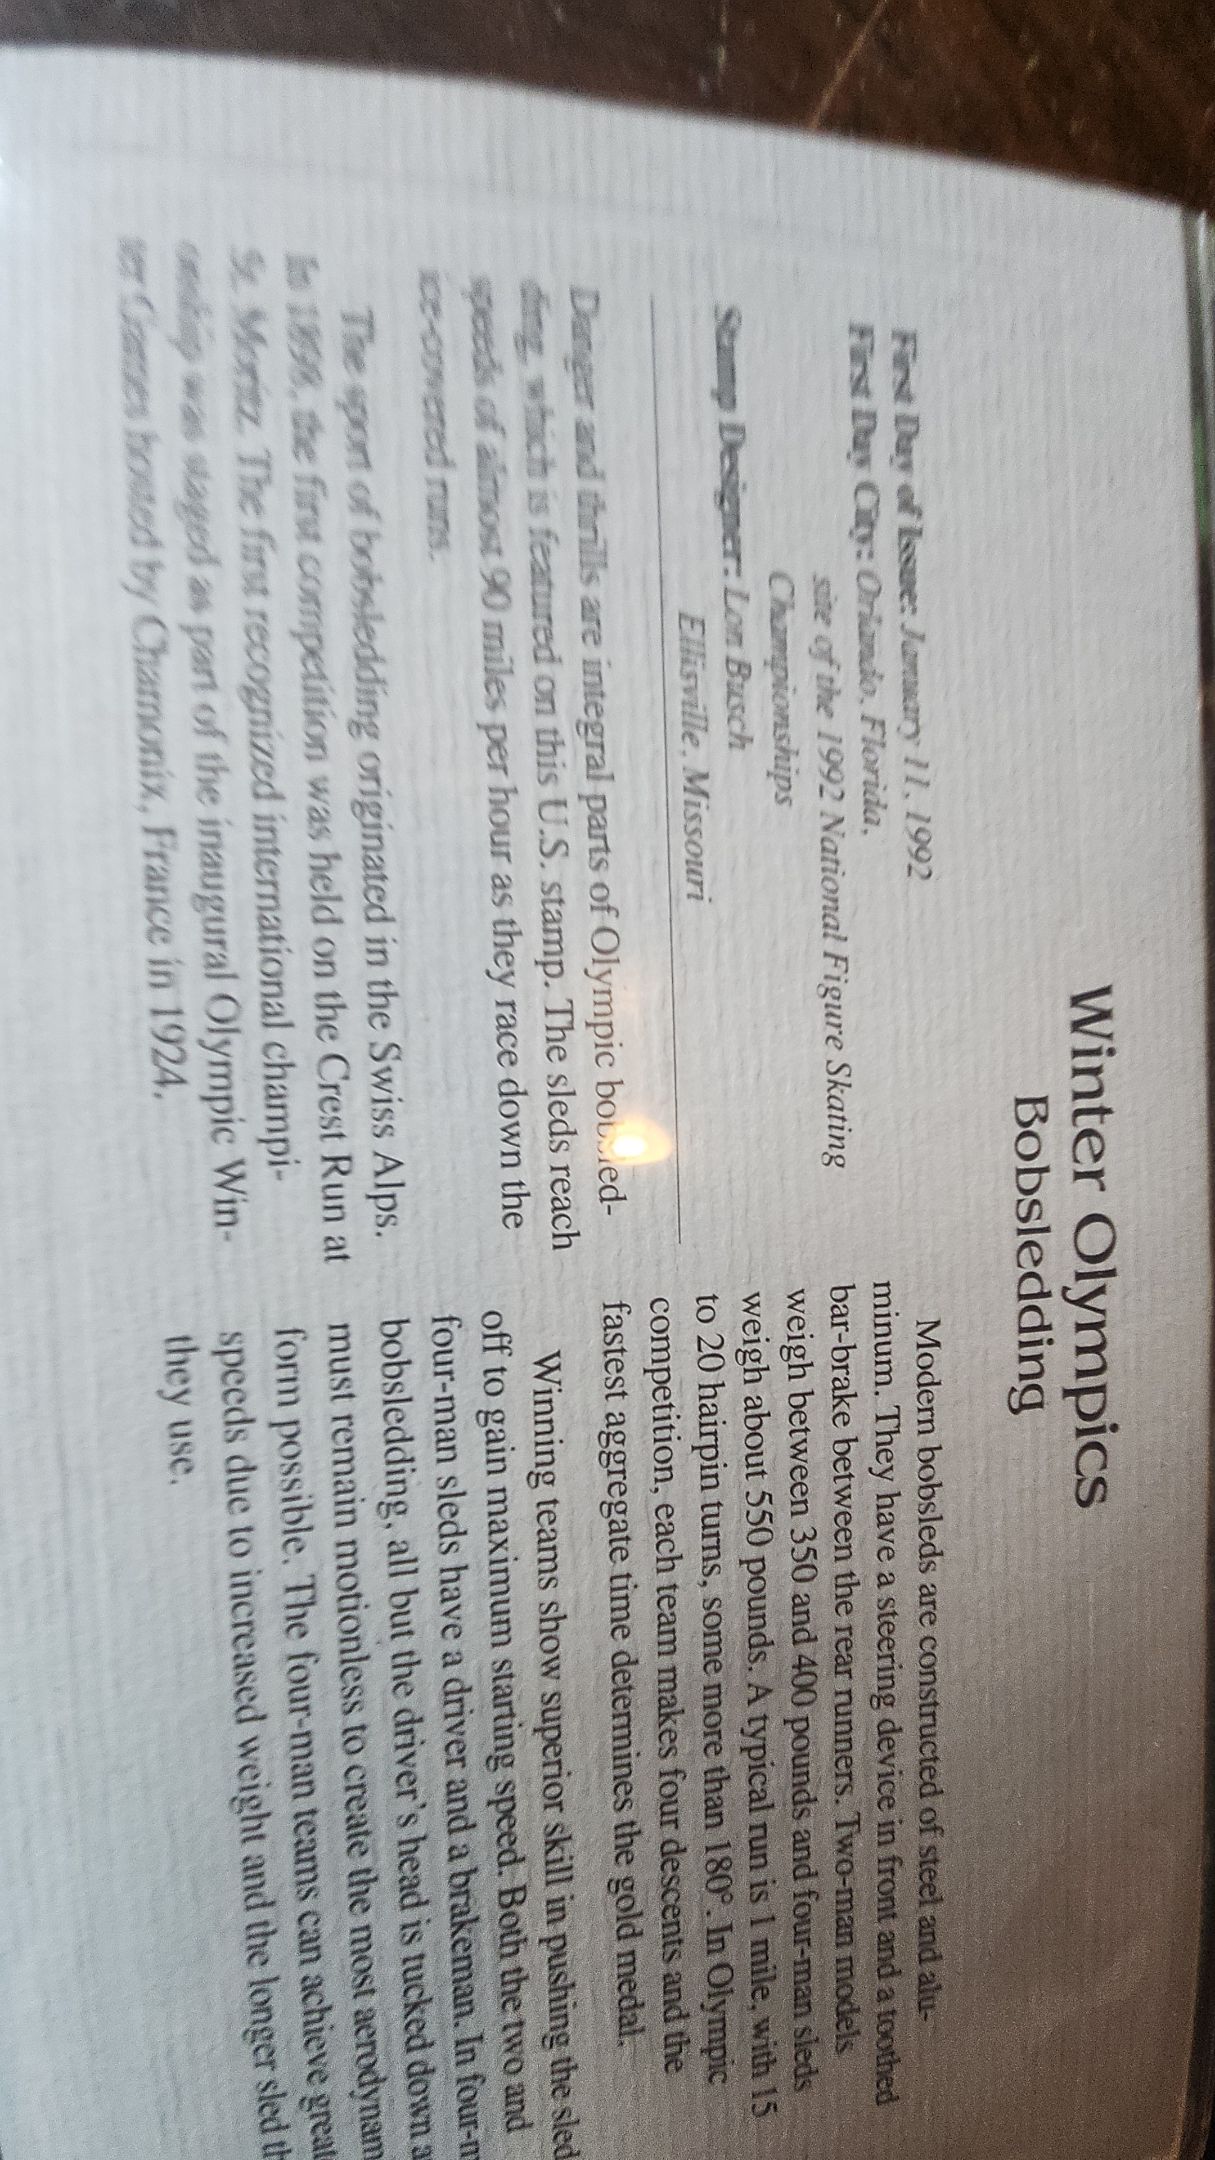 Winter Olympics
Bobsledding
First Day of Issue: January 11, 1992
First Day City: Orlando, Florida,
site of the 1992 National Figure Skating
Championships
Stamp Designer: Lon Busch
Ellisville, Missouri
Danger and thrills are integral parts of Olympic bobsled-
ding, which is featured on this U.S. stamp. The sleds reach
speeds of almost 90 miles per hour as they race down the
ice-covered runs.
The sport of bobsledding originated in the Swiss Alps.
In 1898, the first competition was held on the Crest Run at
St. Moritz. The first recognized international champi-
onship was staged as part of the inaugural Olympic Win-
ter Games hosted by Chamonix, France in 1924.
Modern bobsleds are constructed of steel and alu-
minum. They have a steering device in front and a toothed
bar-brake between the rear runners. Two-man models
weigh between 350 and 400 pounds and four-man sleds
weigh about 550 pounds. A typical run is 1 mile, with 15
to 20 hairpin turns, some more than 180°. In Olympic
competition, each team makes four descents and the
fastest aggregate time determines the gold medal.
Winning teams show superior skill in pushing the sled
off to gain maximum starting speed. Both the two and
four-man sleds have a driver and a brakeman. In four-m
bobsledding, all but the driver's head is tucked down a
must remain motionless to create the most aerodynam
form possible. The four-man teams can achieve great
speeds due to increased weight and the longer sled th
they use.